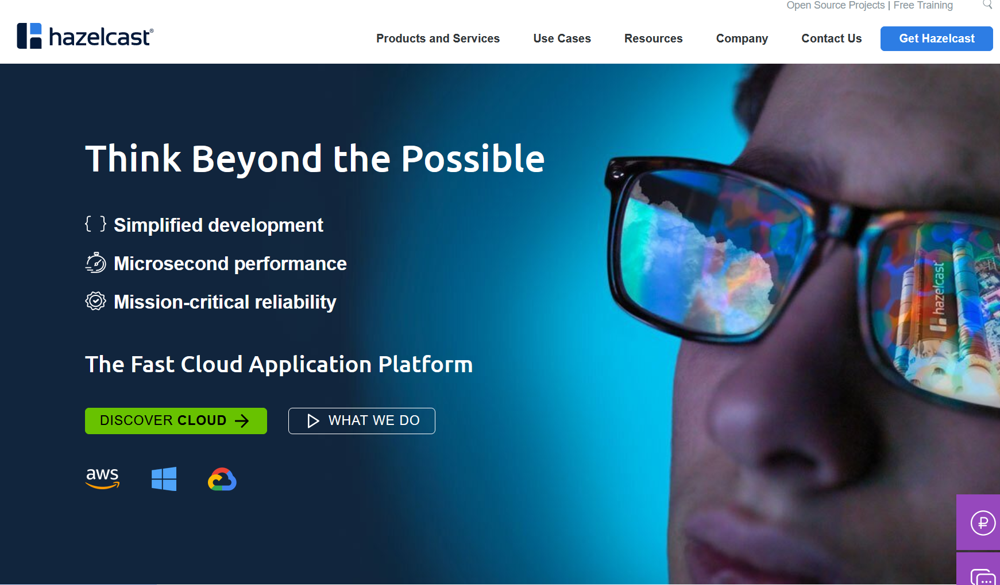 Open Source Projects | Free Training
hazelcast®
Products and Services
Use Cases
Resources
Company
Contact Us
Get Hazelcast
Think Beyond the Possible
{ } Simplified development
Microsecond performance
Mission-critical reliability
hazelcast
The Fast Cloud Application Platform
DISCOVER CLOUD →
WHAT WE DO
aws
₽